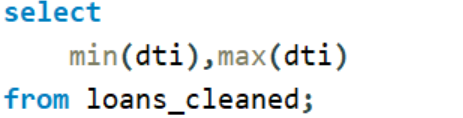 select
min(dti),max(dti)
from loans_cleaned;